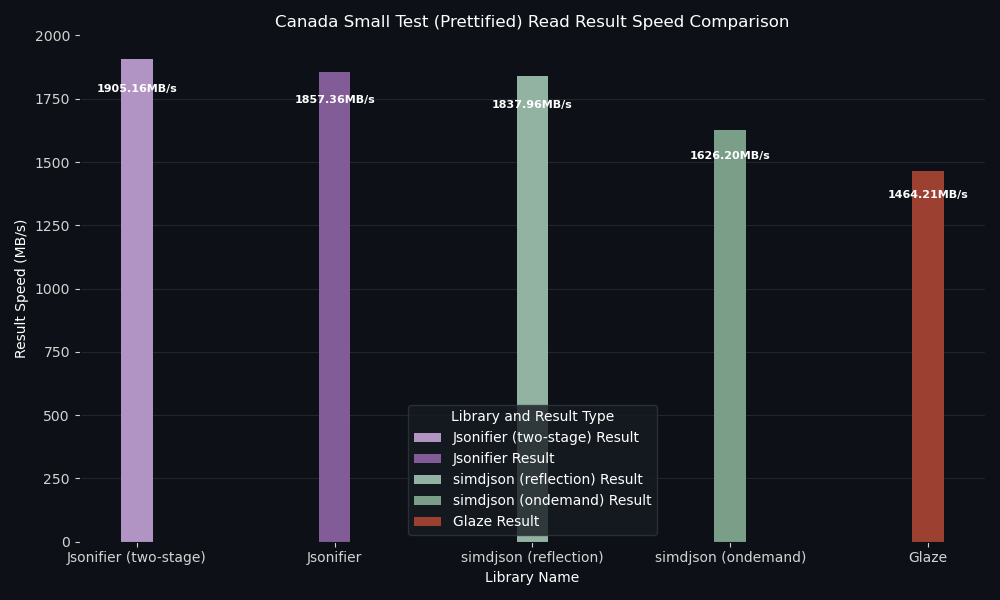 Canada Small Test (Prettified) Read Result Speed Comparison
2000
1750
1500
1250
1000
750
500
250
0
Result Speed (MB/s)
1905.16MB/s
1857.36MB/s
1837.96MB/s
1626.20MB/s
1464.21MB/s
Library and Result Type
Jsonifier (two-stage) Result
Jsonifier Result
simdjson (reflection) Result
simdjson (ondemand) Result
Glaze Result
Jsonifier (two-stage)
Jsonifier
simdjson (reflection)
simdjson (ondemand)
Glaze
Library Name